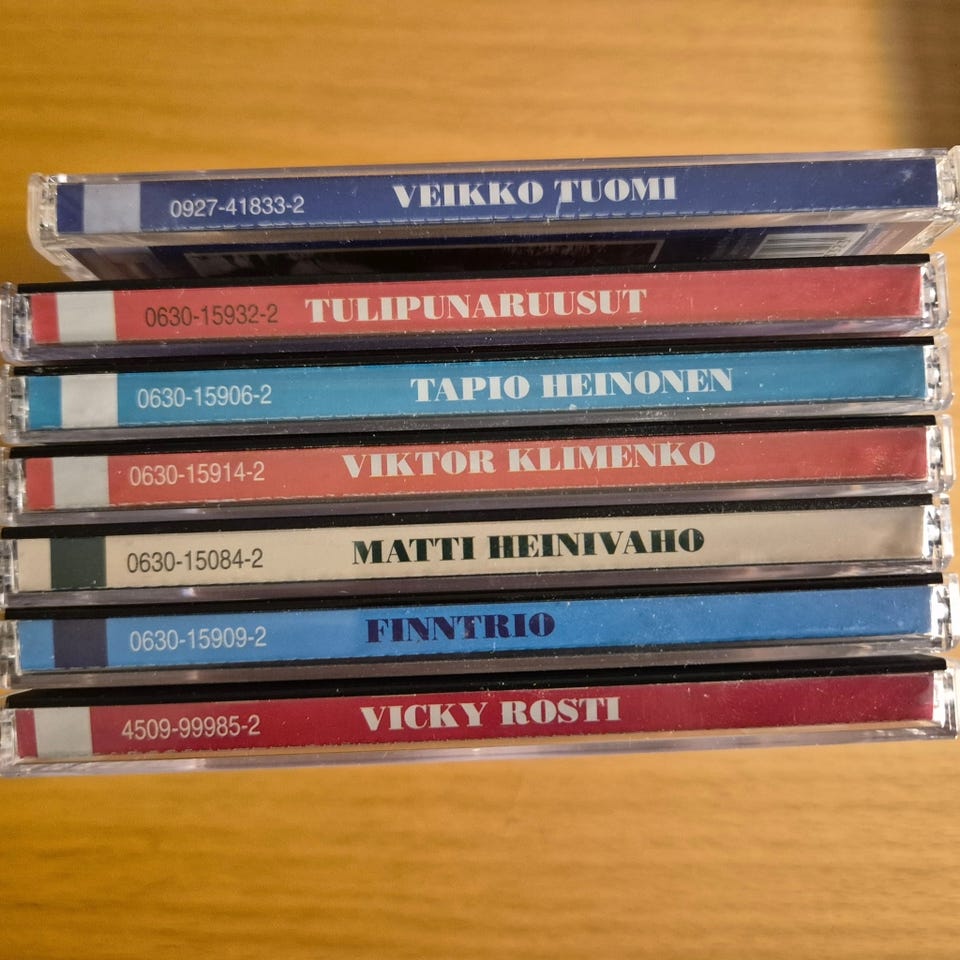 0927-41833-2 VEIKKO TUOMI
0630-15932-2 TULIPUNARUUSUT
0630-15906-2 TAPIO HEINONEN
0630-15914-2 VIKTOR KLIMENKO
0630-15084-2 MATTI HEINIVAHO
0630-15909-2 FINNTRIO
4509-99985-2 VICKY ROSTI